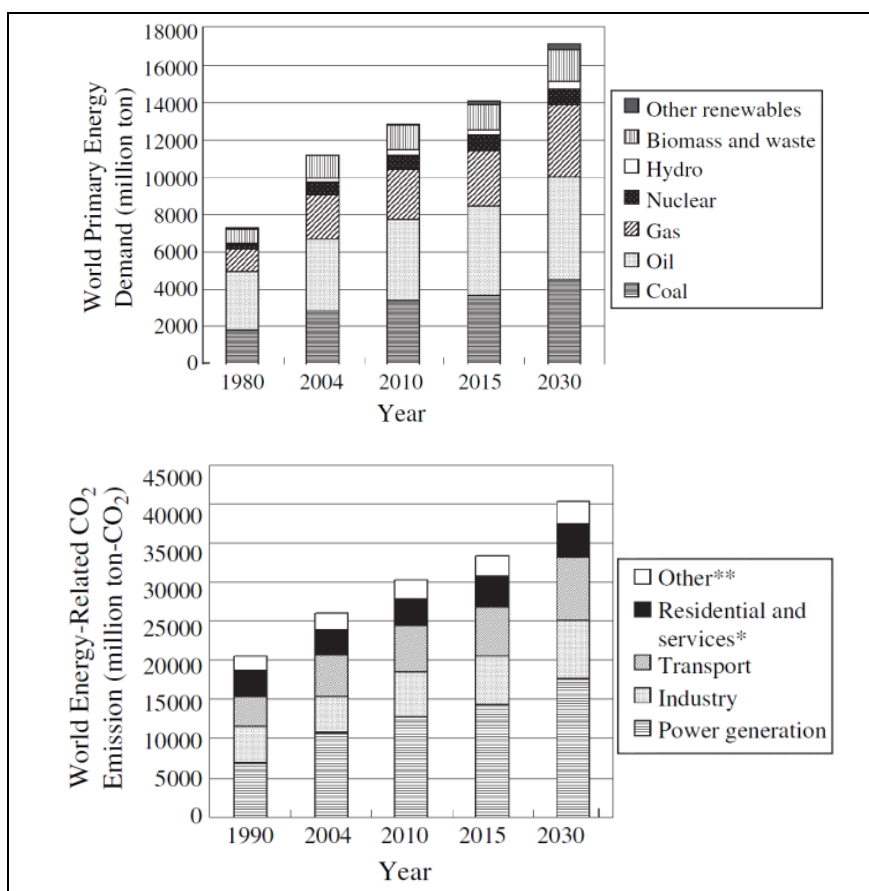 World Primary Energy
Demand (million ton)
18000
16000
14000
12000
10000
8000
6000
4000
2000
0
1980
2004
2010
2015
2030
Year
Other renewables
Biomass and waste
Hydro
Nuclear
Gas
Oil
Coal
World Energy-Related CO₂
Emission (million ton-CO₂)
45000
40000
35000
30000
25000
20000
15000
10000
5000
0
1990
2004
2010
2015
2030
Year
Other**
Residential and
services*
Transport
Industry
Power generation